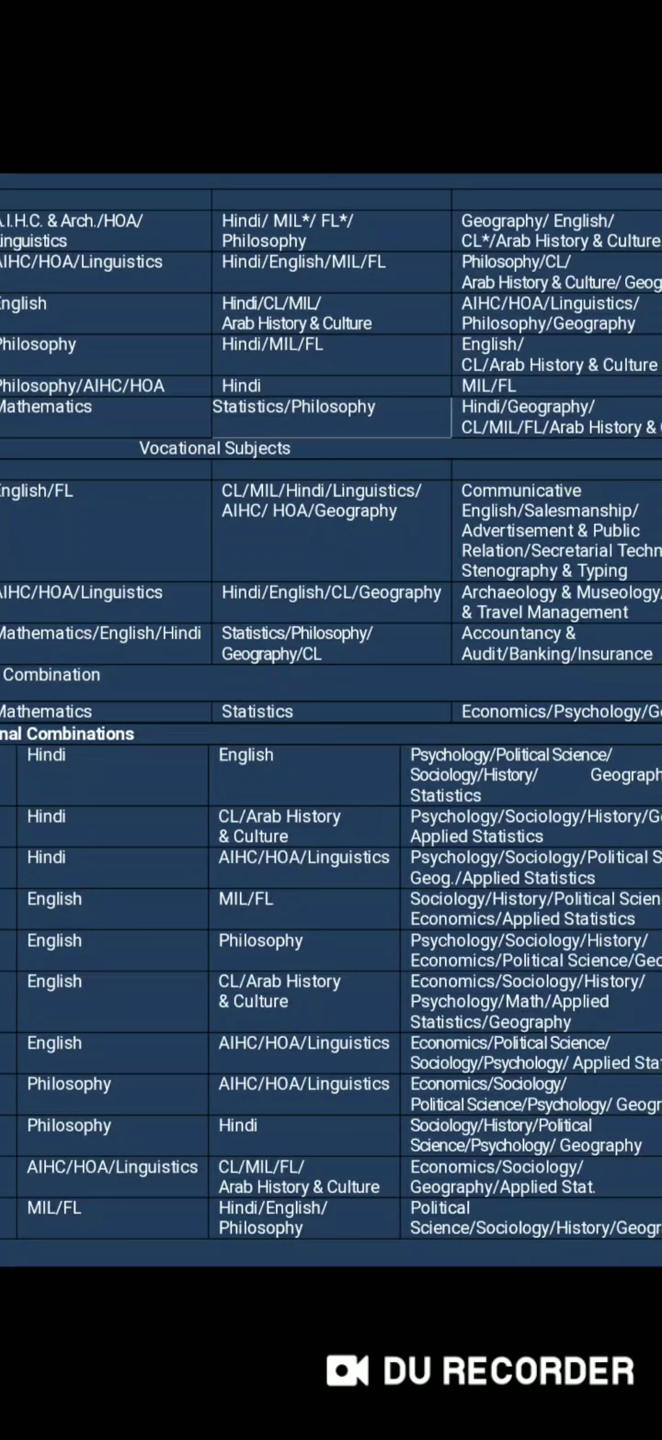 A.I.H.C. & Arch./HOA/ Hindi/ MIL*/ FL*/ Geography/ English/
Linguistics Philosophy CL*/Arab History & Culture
AIHC/HOA/Linguistics Hindi/English/MIL/FL Philosophy/CL/
Arab History & Culture/ Geog
English Hindi/CL/MIL/ AIHC/HOA/Linguistics/
Arab History & Culture Philosophy/Geography
Philosophy Hindi/MIL/FL English/
CL/Arab History & Culture
Philosophy/AIHC/HOA Hindi MIL/FL
Mathematics Statistics/Philosophy Hindi/Geography/
CL/MIL/FL/Arab History &
Vocational Subjects
English/FL CL/MIL/Hindi/Linguistics/ Communicative
AIHC/ HOA/Geography English/Salesmanship/
Advertisement & Public
Relation/Secretarial Techn
Stenography & Typing
AIHC/HOA/Linguistics Hindi/English/CL/Geography Archaeology & Museology/
& Travel Management
Mathematics/English/Hindi Statistics/Philosophy/ Accountancy &
Geography/CL Audit/Banking/Insurance
Combination
Mathematics Statistics Economics/Psychology/G
nal Combinations
Hindi English Psychology/Political Science/
Sociology/History/ Geograph
Statistics
Hindi CL/Arab History Psychology/Sociology/History/G
& Culture Applied Statistics
Hindi AIHC/HOA/Linguistics Psychology/Sociology/Political S
Geog./Applied Statistics
English MIL/FL Sociology/History/Political Scien
Economics/Applied Statistics
English Philosophy Psychology/Sociology/History/
Economics/Political Science/Geo
English CL/Arab History Economics/Sociology/History/
& Culture Psychology/Math/Applied
Statistics/Geography
English AIHC/HOA/Linguistics Economics/Political Science/
Sociology/Psychology/ Applied Sta
Philosophy AIHC/HOA/Linguistics Economics/Sociology/
Political Science/Psychology/ Geogr
Philosophy Hindi Sociology/History/Political
Science/Psychology/ Geography
AIHC/HOA/Linguistics CL/MIL/FL/ Economics/Sociology/
Arab History & Culture Geography/Applied Stat.
MIL/FL Hindi/English/ Political
Philosophy Science/Sociology/History/Geogr
DU RECORDER